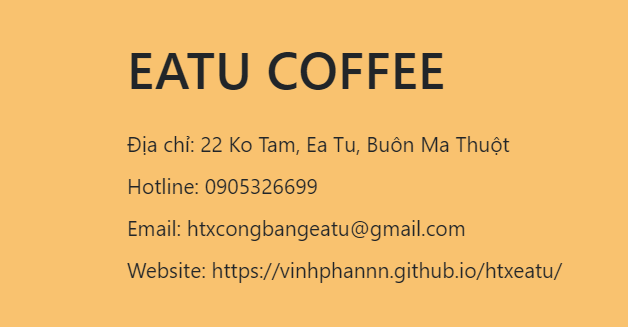 EATU COFFEE
Địa chỉ: 22 Ko Tam, Ea Tu, Buôn Ma Thuột
Hotline: 0905326699
Email: htxcongbangeatu@gmail.com
Website: https://vinhphannn.github.io/htxeatu/